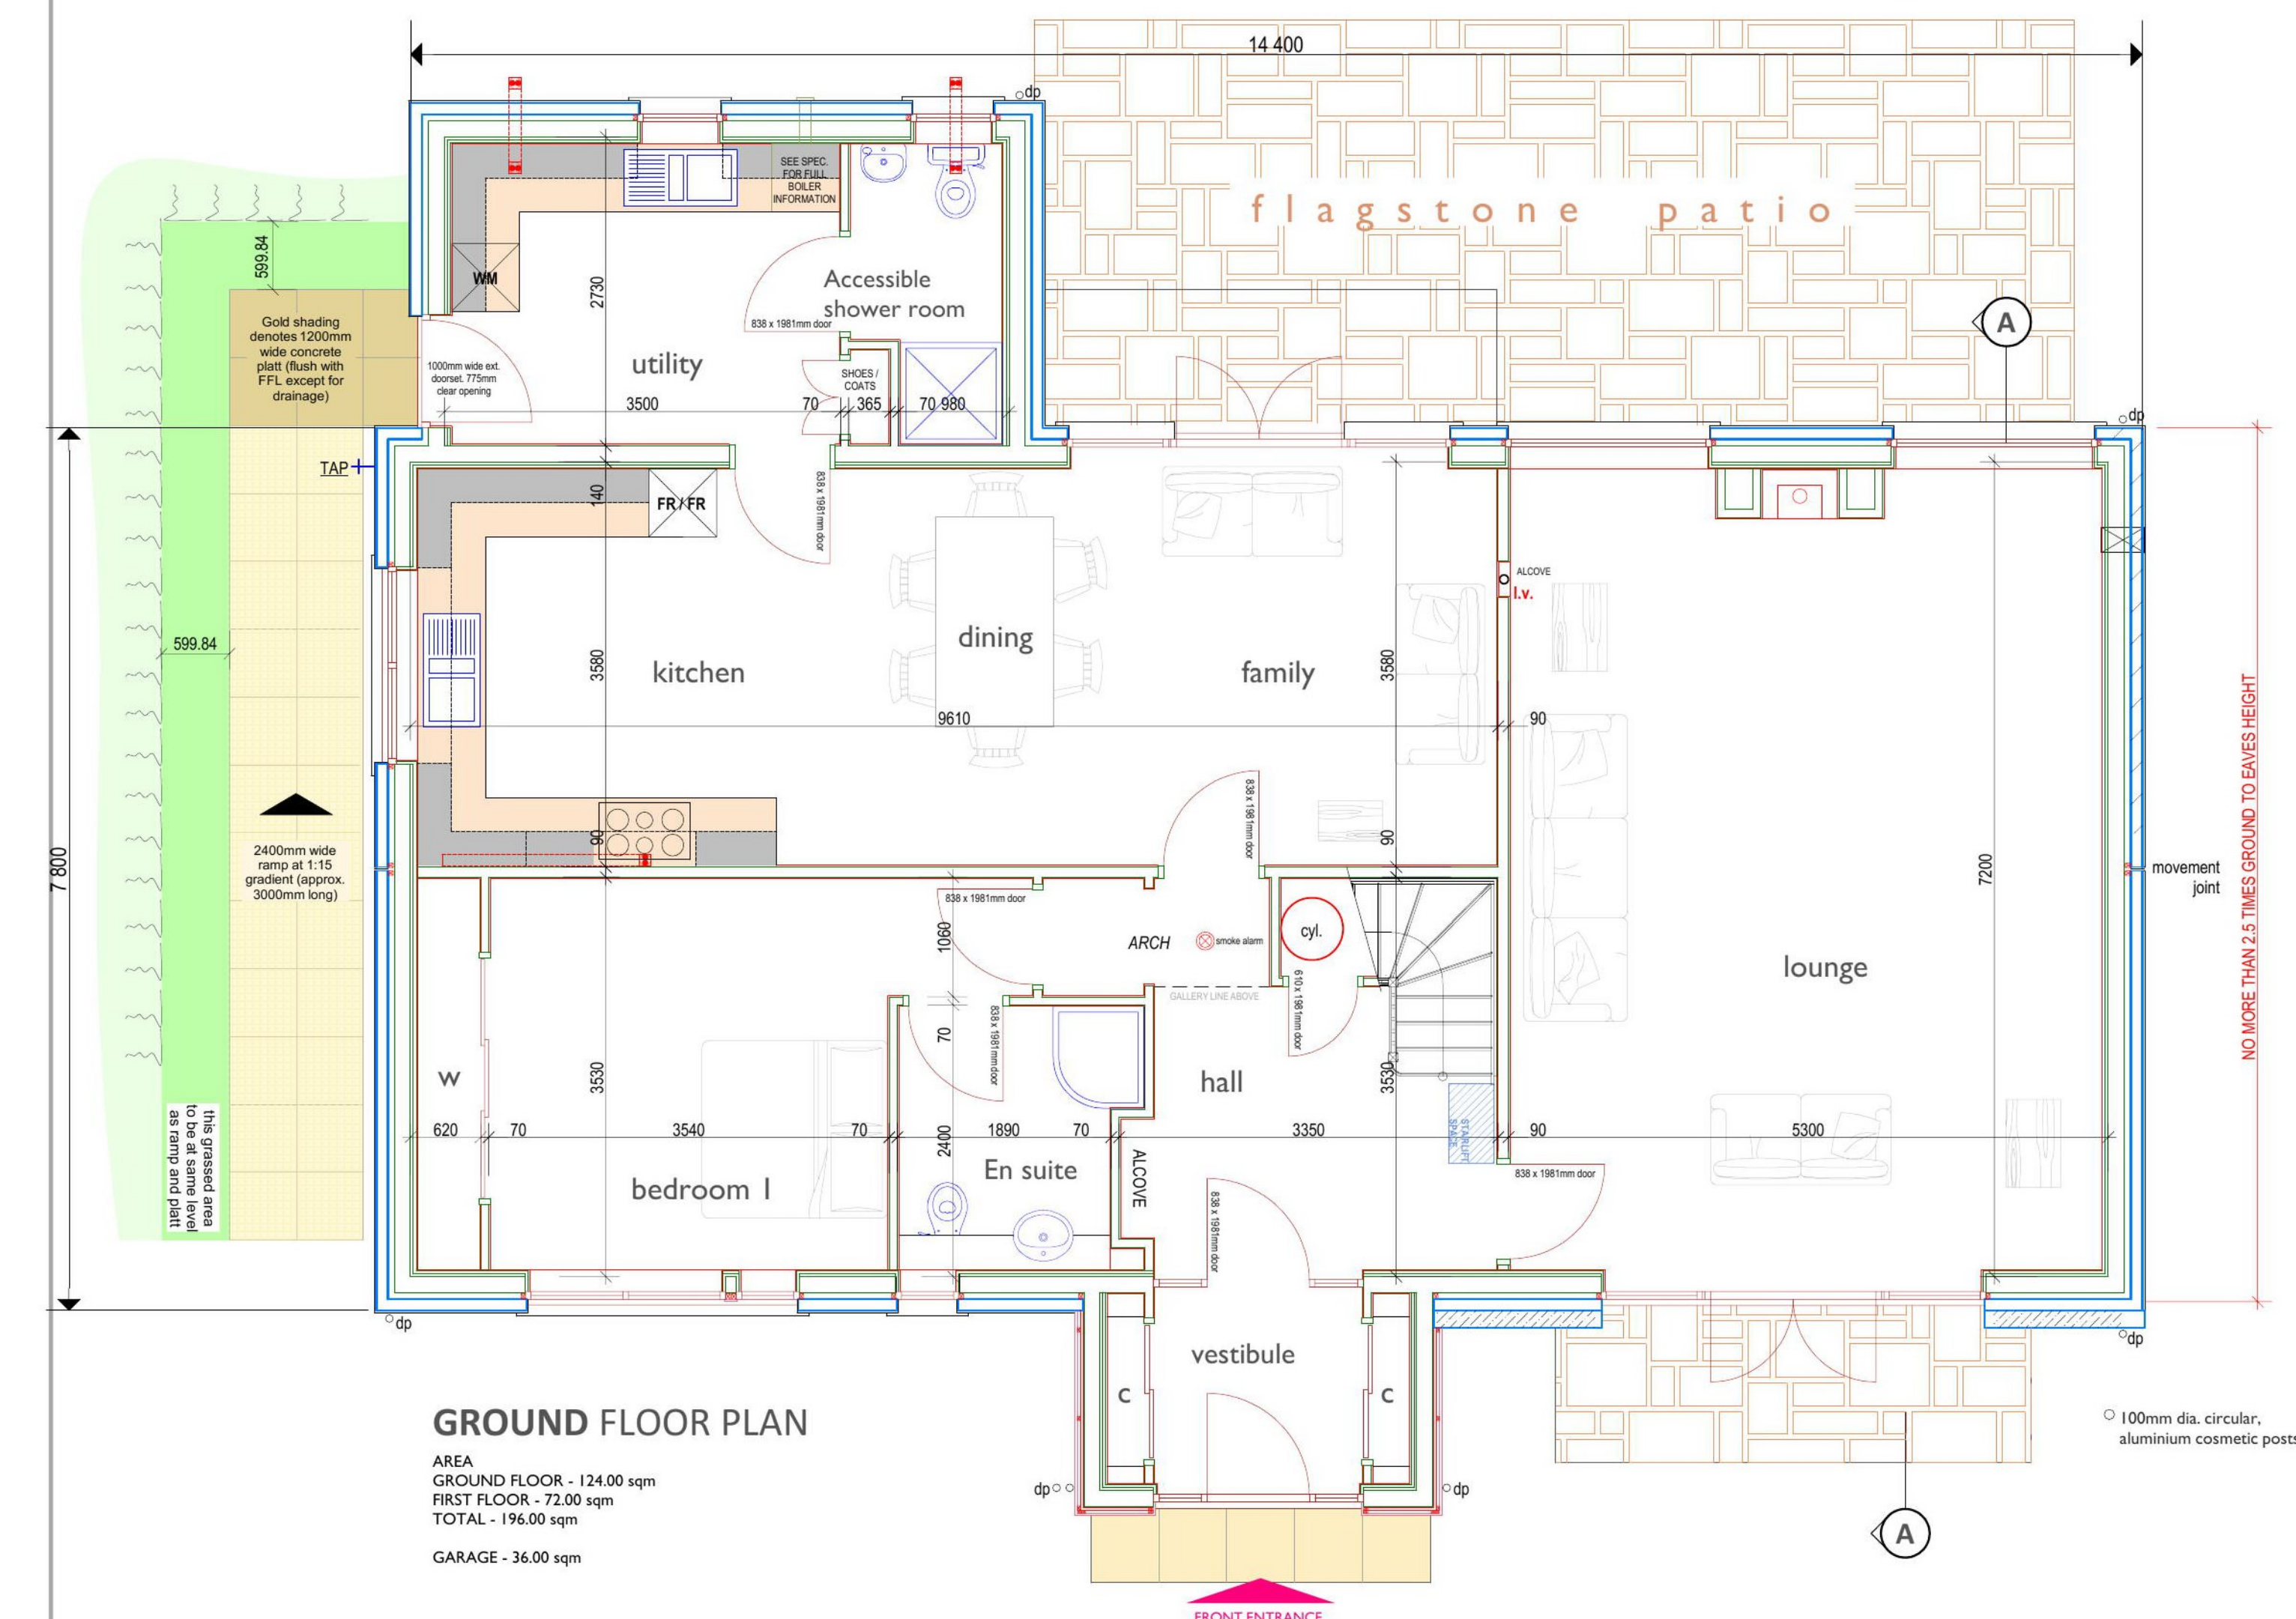 14 400
dp
SEE SPEC.
FOR FULL
BOILER
INFORMATION
flagstone patio
599.84
WM
2730
Accessible
shower room
838 x 1981mm door
A
Gold shading
denotes 1200mm
wide concrete
platt (flush with
FFL except for
drainage)
1000mm wide ext.
doorset. 775mm
clear opening
utility
SHOES /
COATS
3500
70
365
70
980
dp
TAP
140
FR / FR
838 x 1981mm door
ALCOVE
l.v.
599.84
3580
kitchen
dining
family
3580
9610
90
NO MORE THAN 2.5 TIMES GROUND TO EAVES HEIGHT
838 x 1981mm door
90
90
7 800
2400mm wide
ramp at 1:15
gradient (approx.
3000mm long)
7200
movement
joint
838 x 1981mm door
1060
ARCH
smoke alarm
cyl.
lounge
GALLERY LINE ABOVE
610 x 1981mm door
838 x 1981mm door
70
w
3530
hall
3530
this grassed area
to be at same level
as ramp and platt
620
70
3540
70
2400
1890
70
3350
90
5300
STAIRLIFT
SPACE
En suite
ALCOVE
bedroom 1
838 x 1981mm door
838 x 1981mm door
dp
dp
vestibule
C
C
GROUND FLOOR PLAN
AREA
GROUND FLOOR - 124.00 sqm
FIRST FLOOR - 72.00 sqm
TOTAL - 196.00 sqm
GARAGE - 36.00 sqm
dp
dp
100mm dia. circular,
aluminium cosmetic posts
A
FRONT ENTRANCE